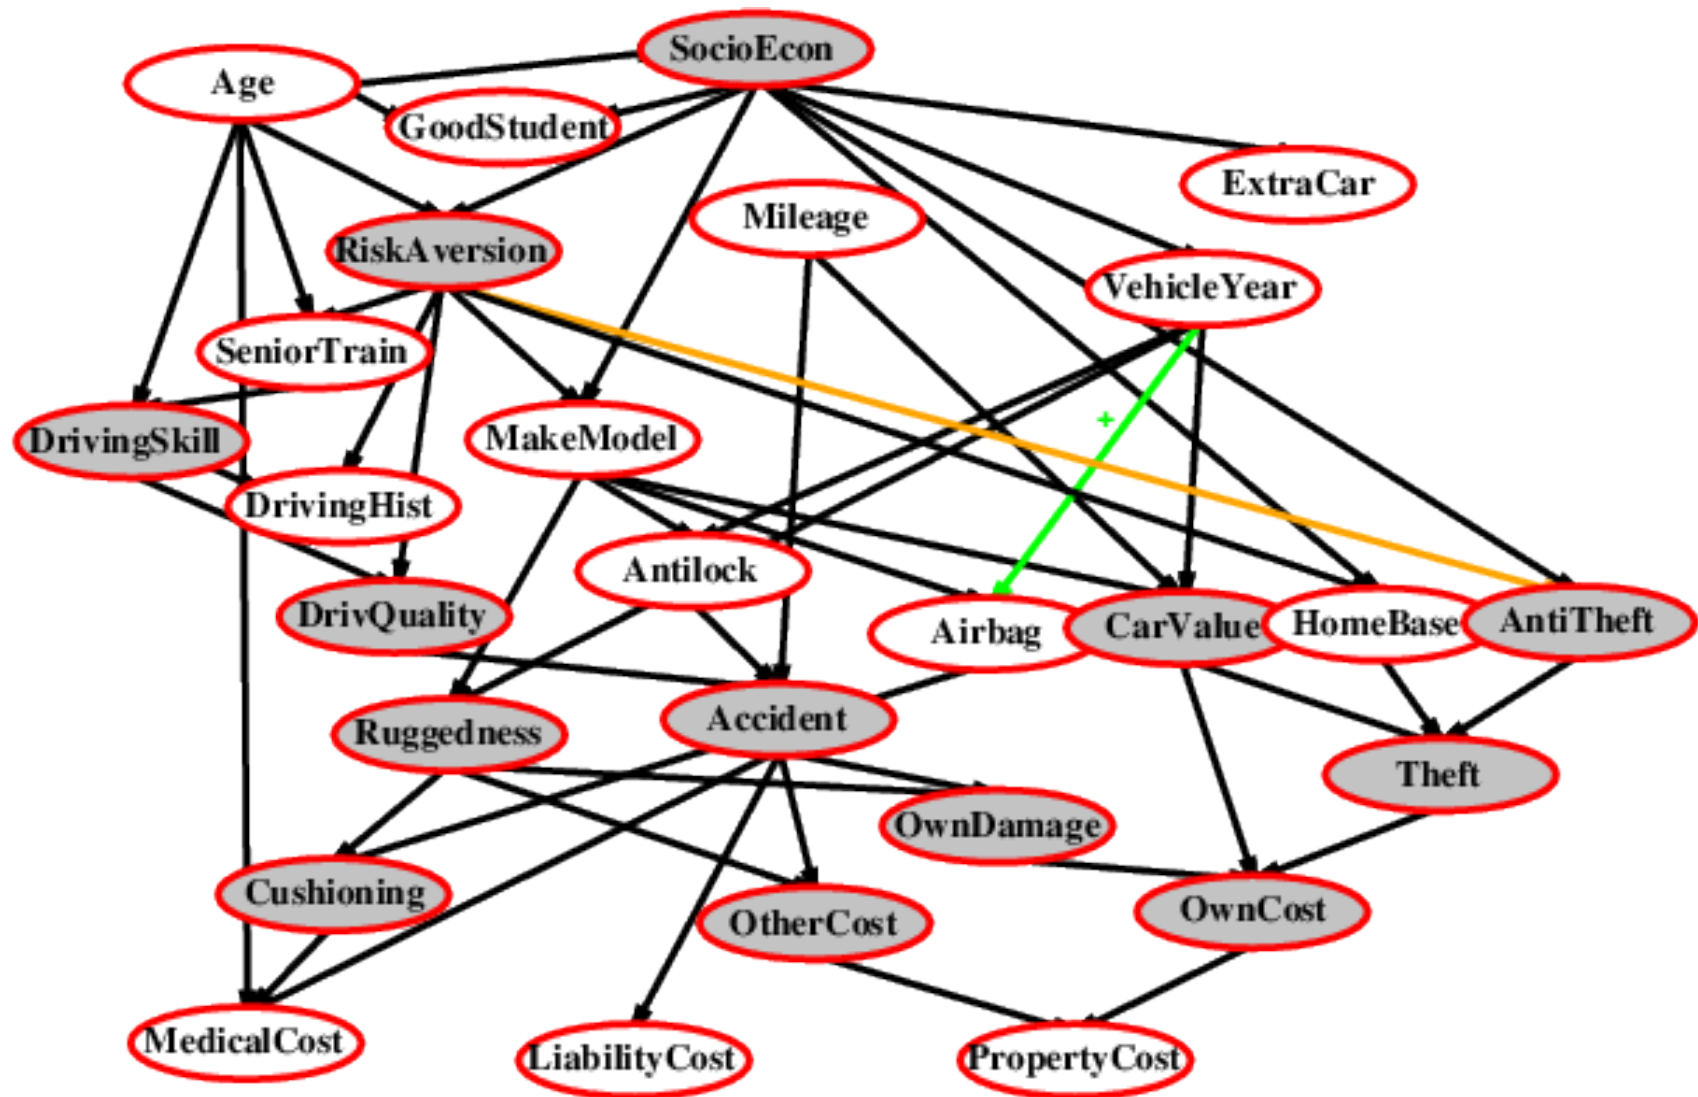 SocioEcon
Age
GoodStudent
ExtraCar
Mileage
RiskAversion
VehicleYear
SeniorTrain
+
DrivingSkill
MakeModel
DrivingHist
Antilock
DrivQuality
Airbag
CarValue
HomeBase
AntiTheft
Ruggedness
Accident
Theft
OwnDamage
Cushioning
OtherCost
OwnCost
MedicalCost
LiabilityCost
PropertyCost